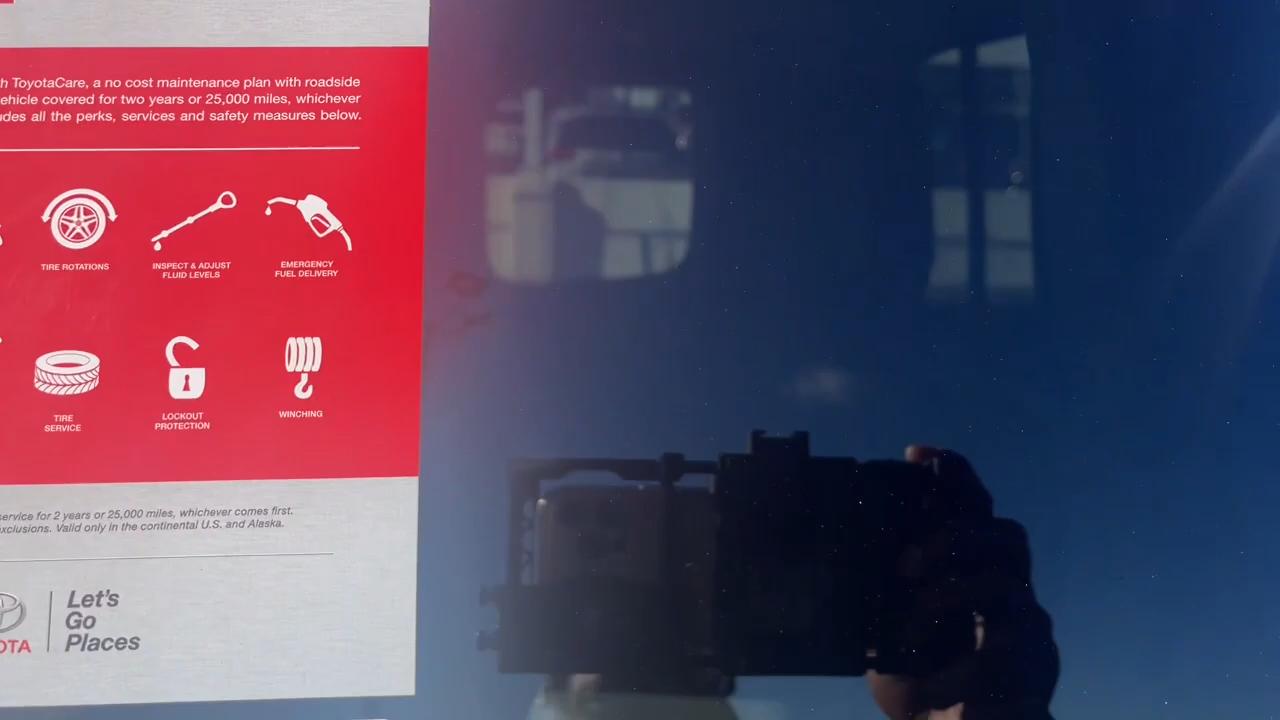 h ToyotaCare, a no cost maintenance plan with roadside
ehicle covered for two years or 25,000 miles, whichever
udes all the perks, services and safety measures below.
TIRE ROTATIONS
INSPECT & ADJUST
FLUID LEVELS
EMERGENCY
FUEL DELIVERY
TIRE
SERVICE
LOCKOUT
PROTECTION
WINCHING
service for 2 years or 25,000 miles, whichever comes first.
xclusions. Valid only in the continental U.S. and Alaska.
OTA
Let's
Go
Places